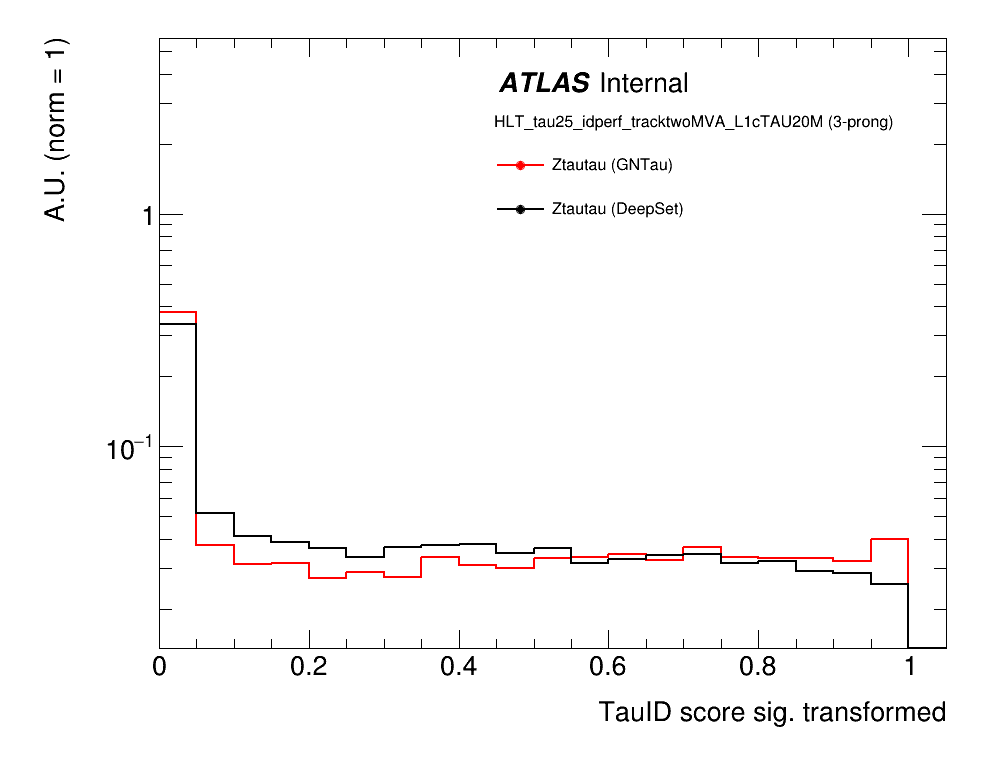 A.U. (norm = 1)
ATLAS Internal
HLT_tau25_idperf_tracktwoMVA_L1cTAU20M (3-prong)
Ztautau (GNTau)
Ztautau (DeepSet)
1
10⁻¹
0 0.2 0.4 0.6 0.8 1
TauID score sig. transformed